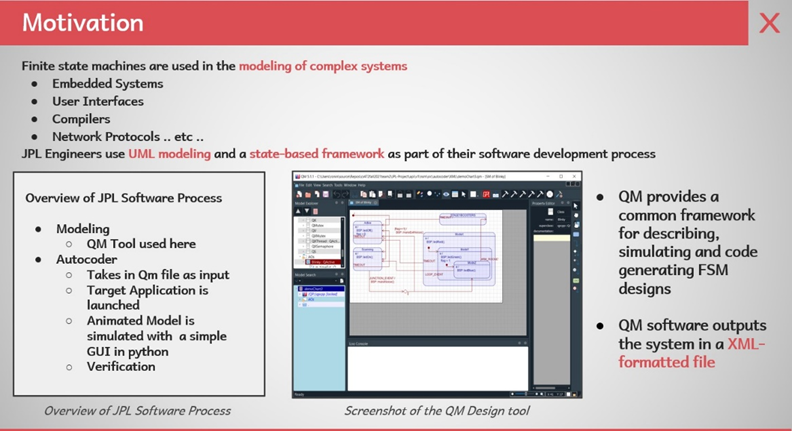 Motivation
X
Finite state machines are used in the modeling of complex systems
● Embedded Systems
● User Interfaces
● Compilers
● Network Protocols .. etc ..
JPL Engineers use UML modeling and a state-based framework as part of their software development process
Overview of JPL Software Process
● Modeling
○ QM Tool used here
● Autocoder
○ Takes in Qm file as input
○ Target Application is
launched
○ Animated Model is
simulated with a simple
GUI in python
○ Verification
Overview of JPL Software Process
Model Explorer
Screenshot of the QM Design tool
● QM provides a
common framework
for describing,
simulating and code
generating FSM
designs
● QM software outputs
the system in a XML-
formatted file